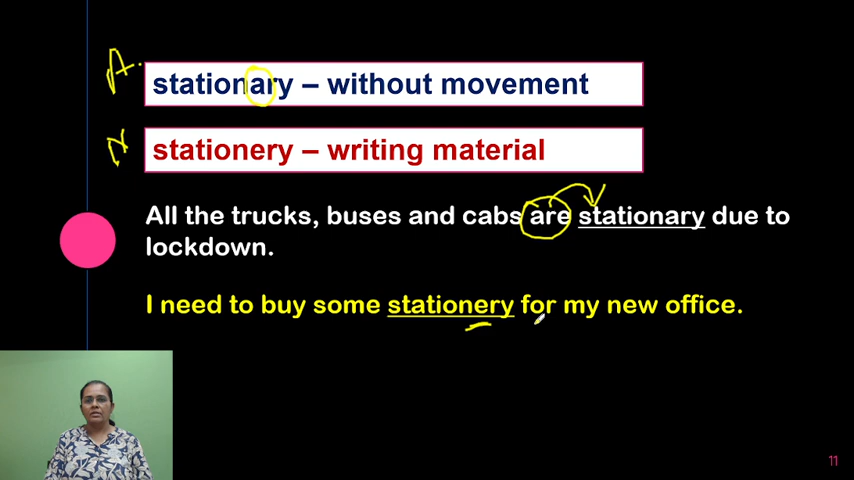 A.
stationary – without movement
N
stationery – writing material
All the trucks, buses and cabs are stationary due to
lockdown.
I need to buy some stationery for my new office.
11